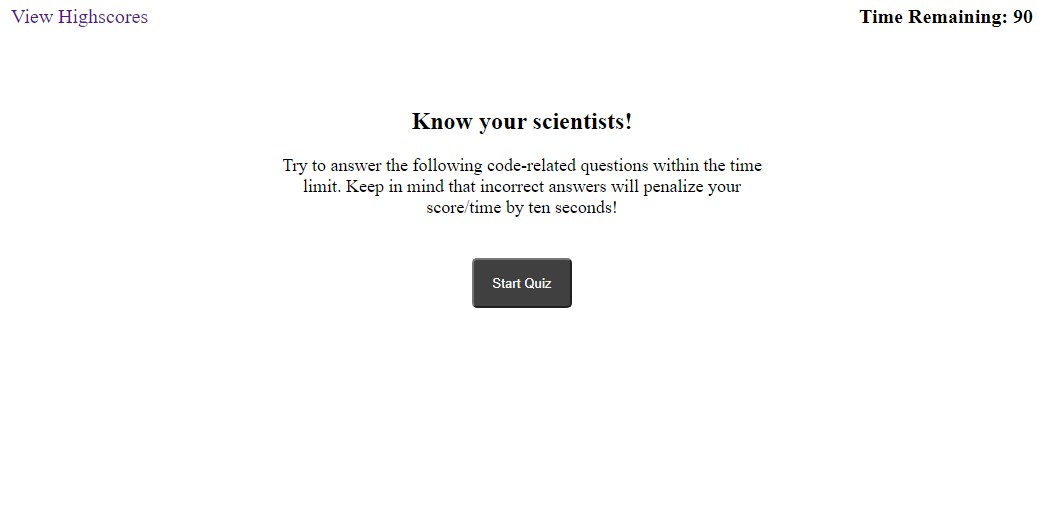 View Highscores
Time Remaining: 90
Know your scientists!
Try to answer the following code-related questions within the time
limit. Keep in mind that incorrect answers will penalize your
score/time by ten seconds!
Start Quiz